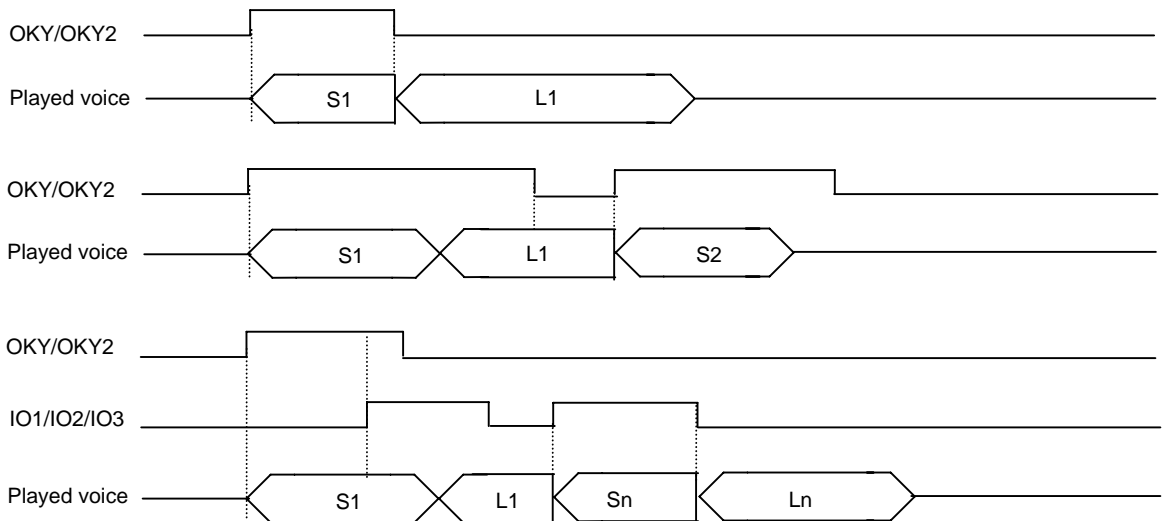 OKY/OKY2
Played voice S1 L1
OKY/OKY2
Played voice S1 L1 S2
OKY/OKY2
IO1/IO2/IO3
Played voice S1 L1 Sn Ln